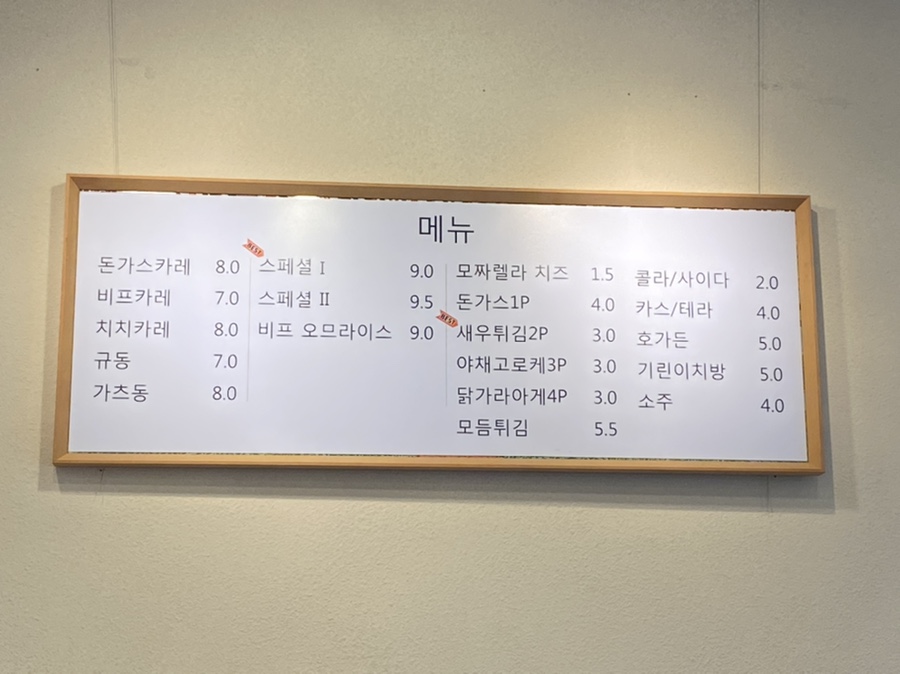 메뉴
돈가스카레 8.0
비프카레 7.0
치치카레 8.0
규동 7.0
가츠동 8.0
BEST
스페셜 Ⅰ 9.0
스페셜 Ⅱ 9.5
비프 오므라이스 9.0
모짜렐라 치즈 1.5
돈가스1P 4.0
BEST
새우튀김2P 3.0
야채고로케3P 3.0
닭가라아게4P 3.0
모듬튀김 5.5
콜라/사이다 2.0
카스/테라 4.0
호가든 5.0
기린이치방 5.0
소주 4.0